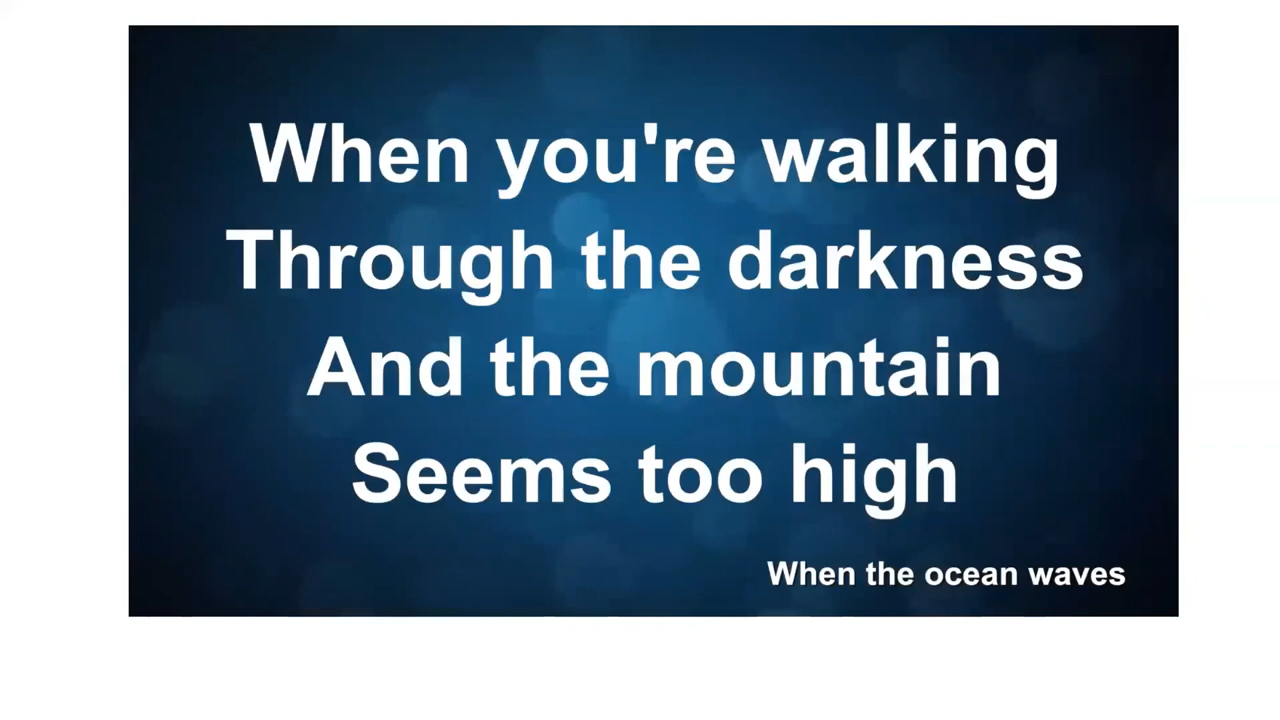 When you're walking
Through the darkness
And the mountain
Seems too high
When the ocean waves